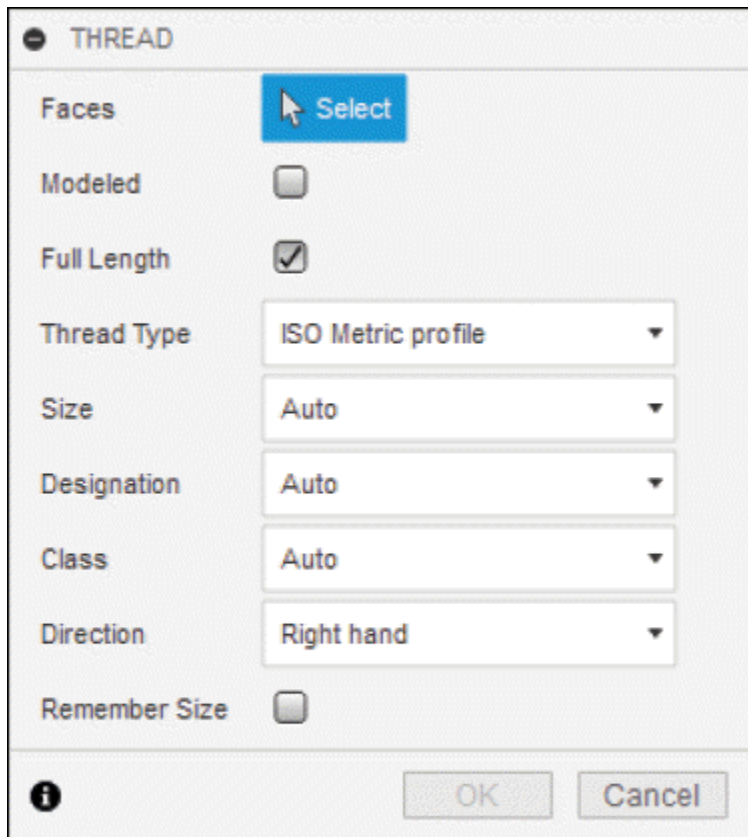 THREAD
Faces Select
Modeled
Full Length
Thread Type ISO Metric profile
Size Auto
Designation Auto
Class Auto
Direction Right hand
Remember Size
OK Cancel